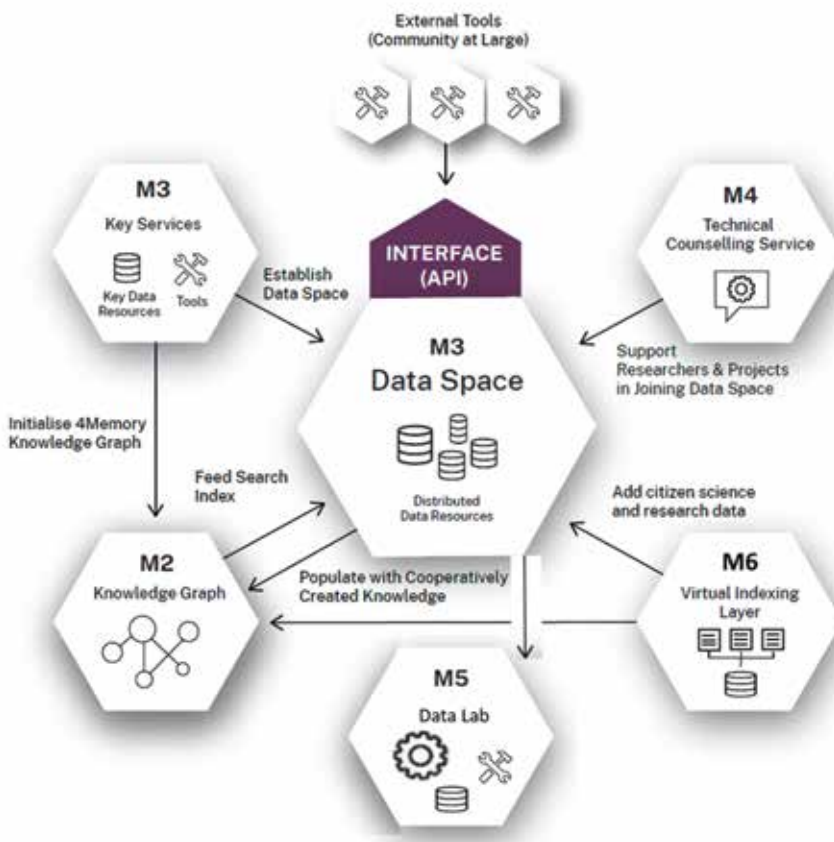 External Tools
(Community at Large)
M3
Key Services
Key Data
Resources
Tools
Establish
Data Space
INTERFACE
(API)
M4
Technical
Counselling Service
M3
Data Space
Distributed
Data Resources
Support
Researchers & Projects
in Joining Data Space
Initialise 4Memory
Knowledge Graph
Feed Search
Index
Add citizen science
and research data
M2
Knowledge Graph
Populate with Cooperatively
Created Knowledge
M6
Virtual Indexing
Layer
M5
Data Lab